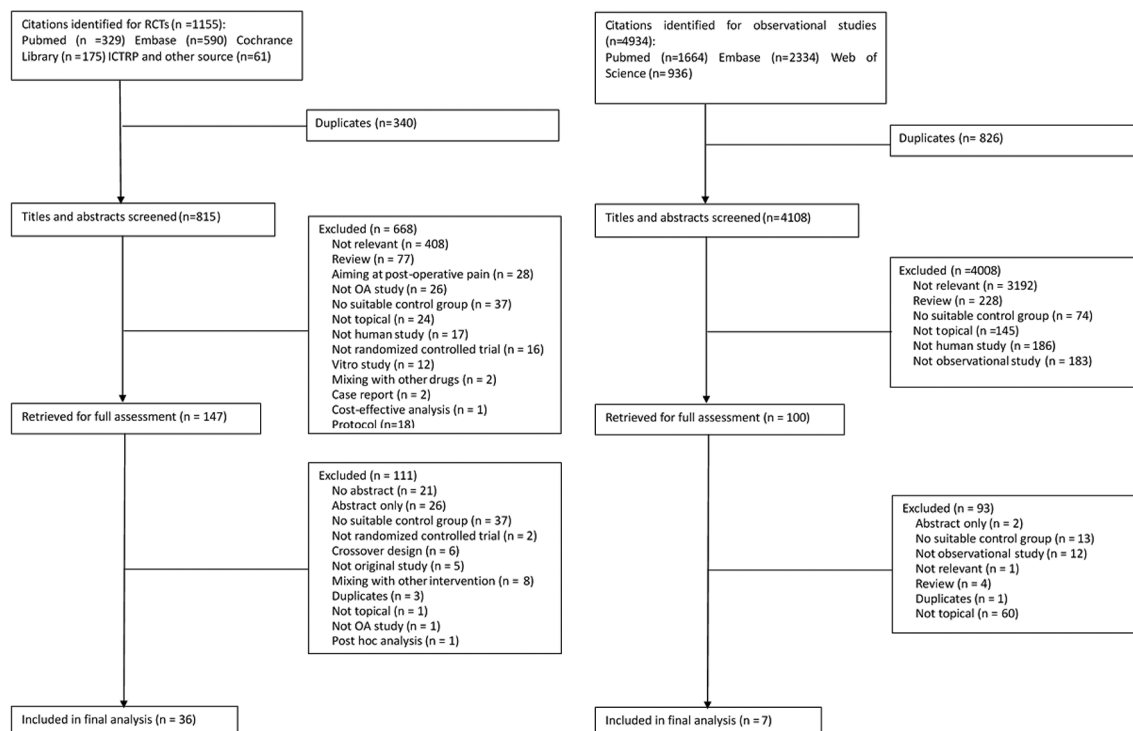 Citations identified for RCTs (n =1155):
Pubmed (n =329) Embase (n=590) Cochrance
Library (n =175) ICTRP and other source (n=61)
Duplicates (n=340)
Titles and abstracts screened (n=815)
Excluded (n = 668)
Not relevant (n = 408)
Review (n = 77)
Aiming at post-operative pain (n = 28)
Not OA study (n = 26)
No suitable control group (n = 37)
Not topical (n = 24)
Not human study (n = 17)
Not randomized controlled trial (n = 16)
Vitro study (n = 12)
Mixing with other drugs (n = 2)
Case report (n = 2)
Cost-effective analysis (n = 1)
Protocol (n=18)
Retrieved for full assessment (n = 147)
Excluded (n = 111)
No abstract (n = 21)
Abstract only (n = 26)
No suitable control group (n = 37)
Not randomized controlled trial (n = 2)
Crossover design (n = 6)
Not original study (n = 5)
Mixing with other intervention (n = 8)
Duplicates (n = 3)
Not topical (n = 1)
Not OA study (n = 1)
Post hoc analysis (n = 1)
Included in final analysis (n = 36)
Citations identified for observational studies
(n=4934):
Pubmed (n=1664) Embase (n=2334) Web of
Science (n= 936)
Duplicates (n= 826)
Titles and abstracts screened (n=4108)
Excluded (n =4008)
Not relevant (n = 3192)
Review (n = 228)
No suitable control group (n = 74)
Not topical (n =145)
Not human study (n = 186)
Not observational study (n = 183)
Retrieved for full assessment (n = 100)
Excluded (n = 93)
Abstract only (n = 2)
No suitable control group (n = 13)
Not observational study (n = 12)
Not relevant (n = 1)
Review (n = 4)
Duplicates (n = 1)
Not topical (n = 60)
Included in final analysis (n = 7)